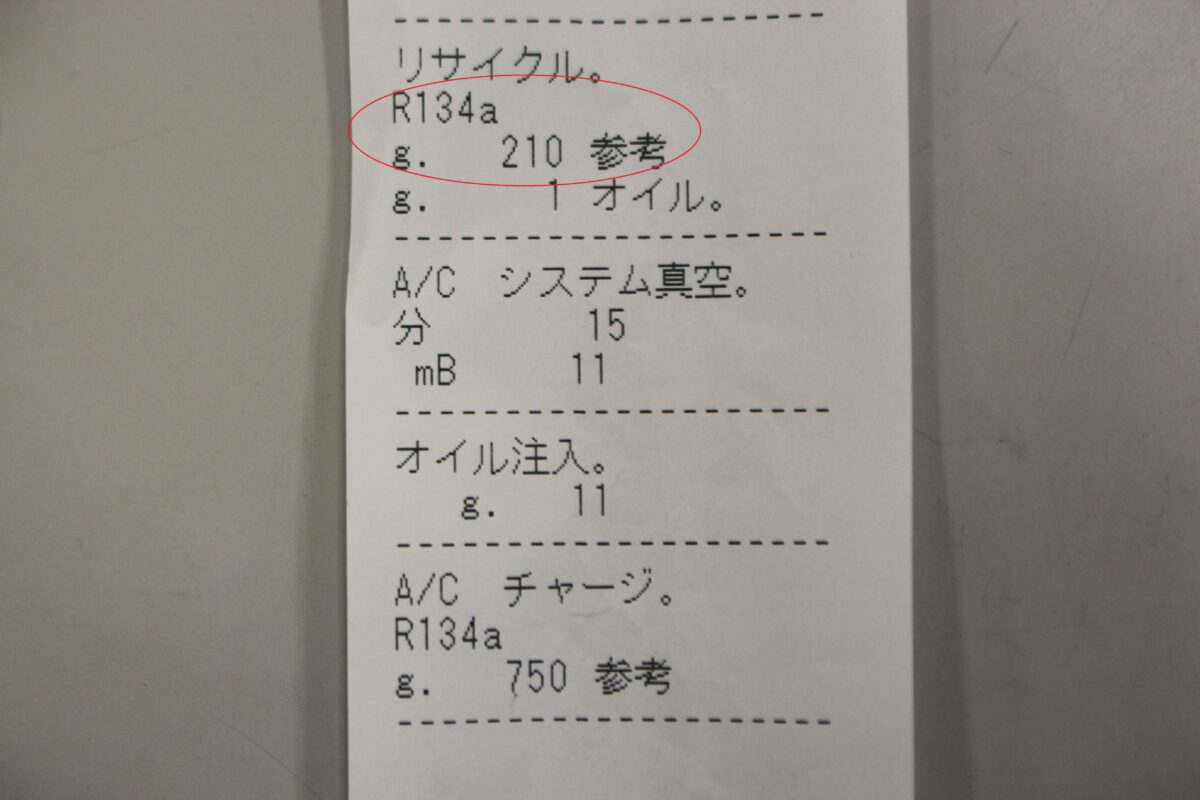 リサイクル。
R134a
g. 210 参考
g. 1 オイル。
A/C システム真空。
分 15
mB 11
オイル注入。
g. 11
A/C チャージ。
R134a
g. 750 参考